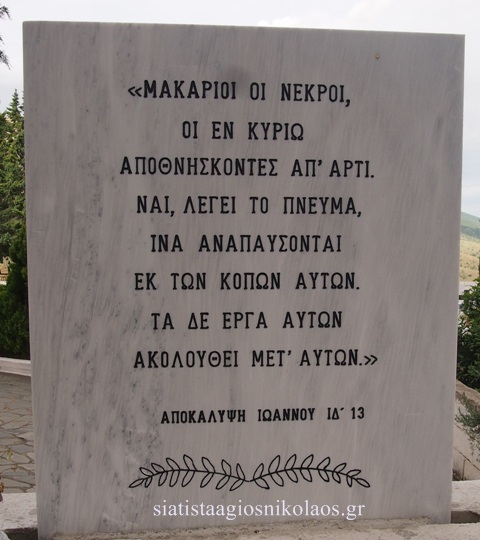 «ΜΑΚΑΡΙΟΙ ΟΙ ΝΕΚΡΟΙ,
ΟΙ ΕΝ ΚΥΡΙΩ
ΑΠΟΘΝΗΣΚΟΝΤΕΣ ΑΠ' ΑΡΤΙ.
ΝΑΙ, ΛΕΓΕΙ ΤΟ ΠΝΕΥΜΑ,
ΙΝΑ ΑΝΑΠΑΥΣΟΝΤΑΙ
ΕΚ ΤΩΝ ΚΟΠΩΝ ΑΥΤΩΝ.
ΤΑ ΔΕ ΕΡΓΑ ΑΥΤΩΝ
ΑΚΟΛΟΥΘΕΙ ΜΕΤ' ΑΥΤΩΝ.»
ΑΠΟΚΑΛΥΨΗ ΙΩΑΝΝΟΥ ΙΔ' 13
siatistaagiosnikolaos.gr